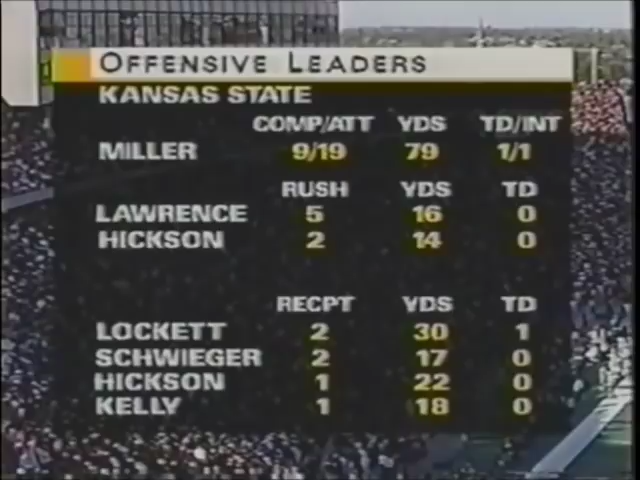 OFFENSIVE LEADERS
KANSAS STATE
COMP/ATT YDS TD/INT
MILLER 9/19 79 1/1
RUSH YDS TD
LAWRENCE 5 16 0
HICKSON 2 14 0
RECPT YDS TD
LOCKETT 2 30 1
SCHWIEGER 2 17 0
HICKSON 1 22 0
KELLY 1 18 0